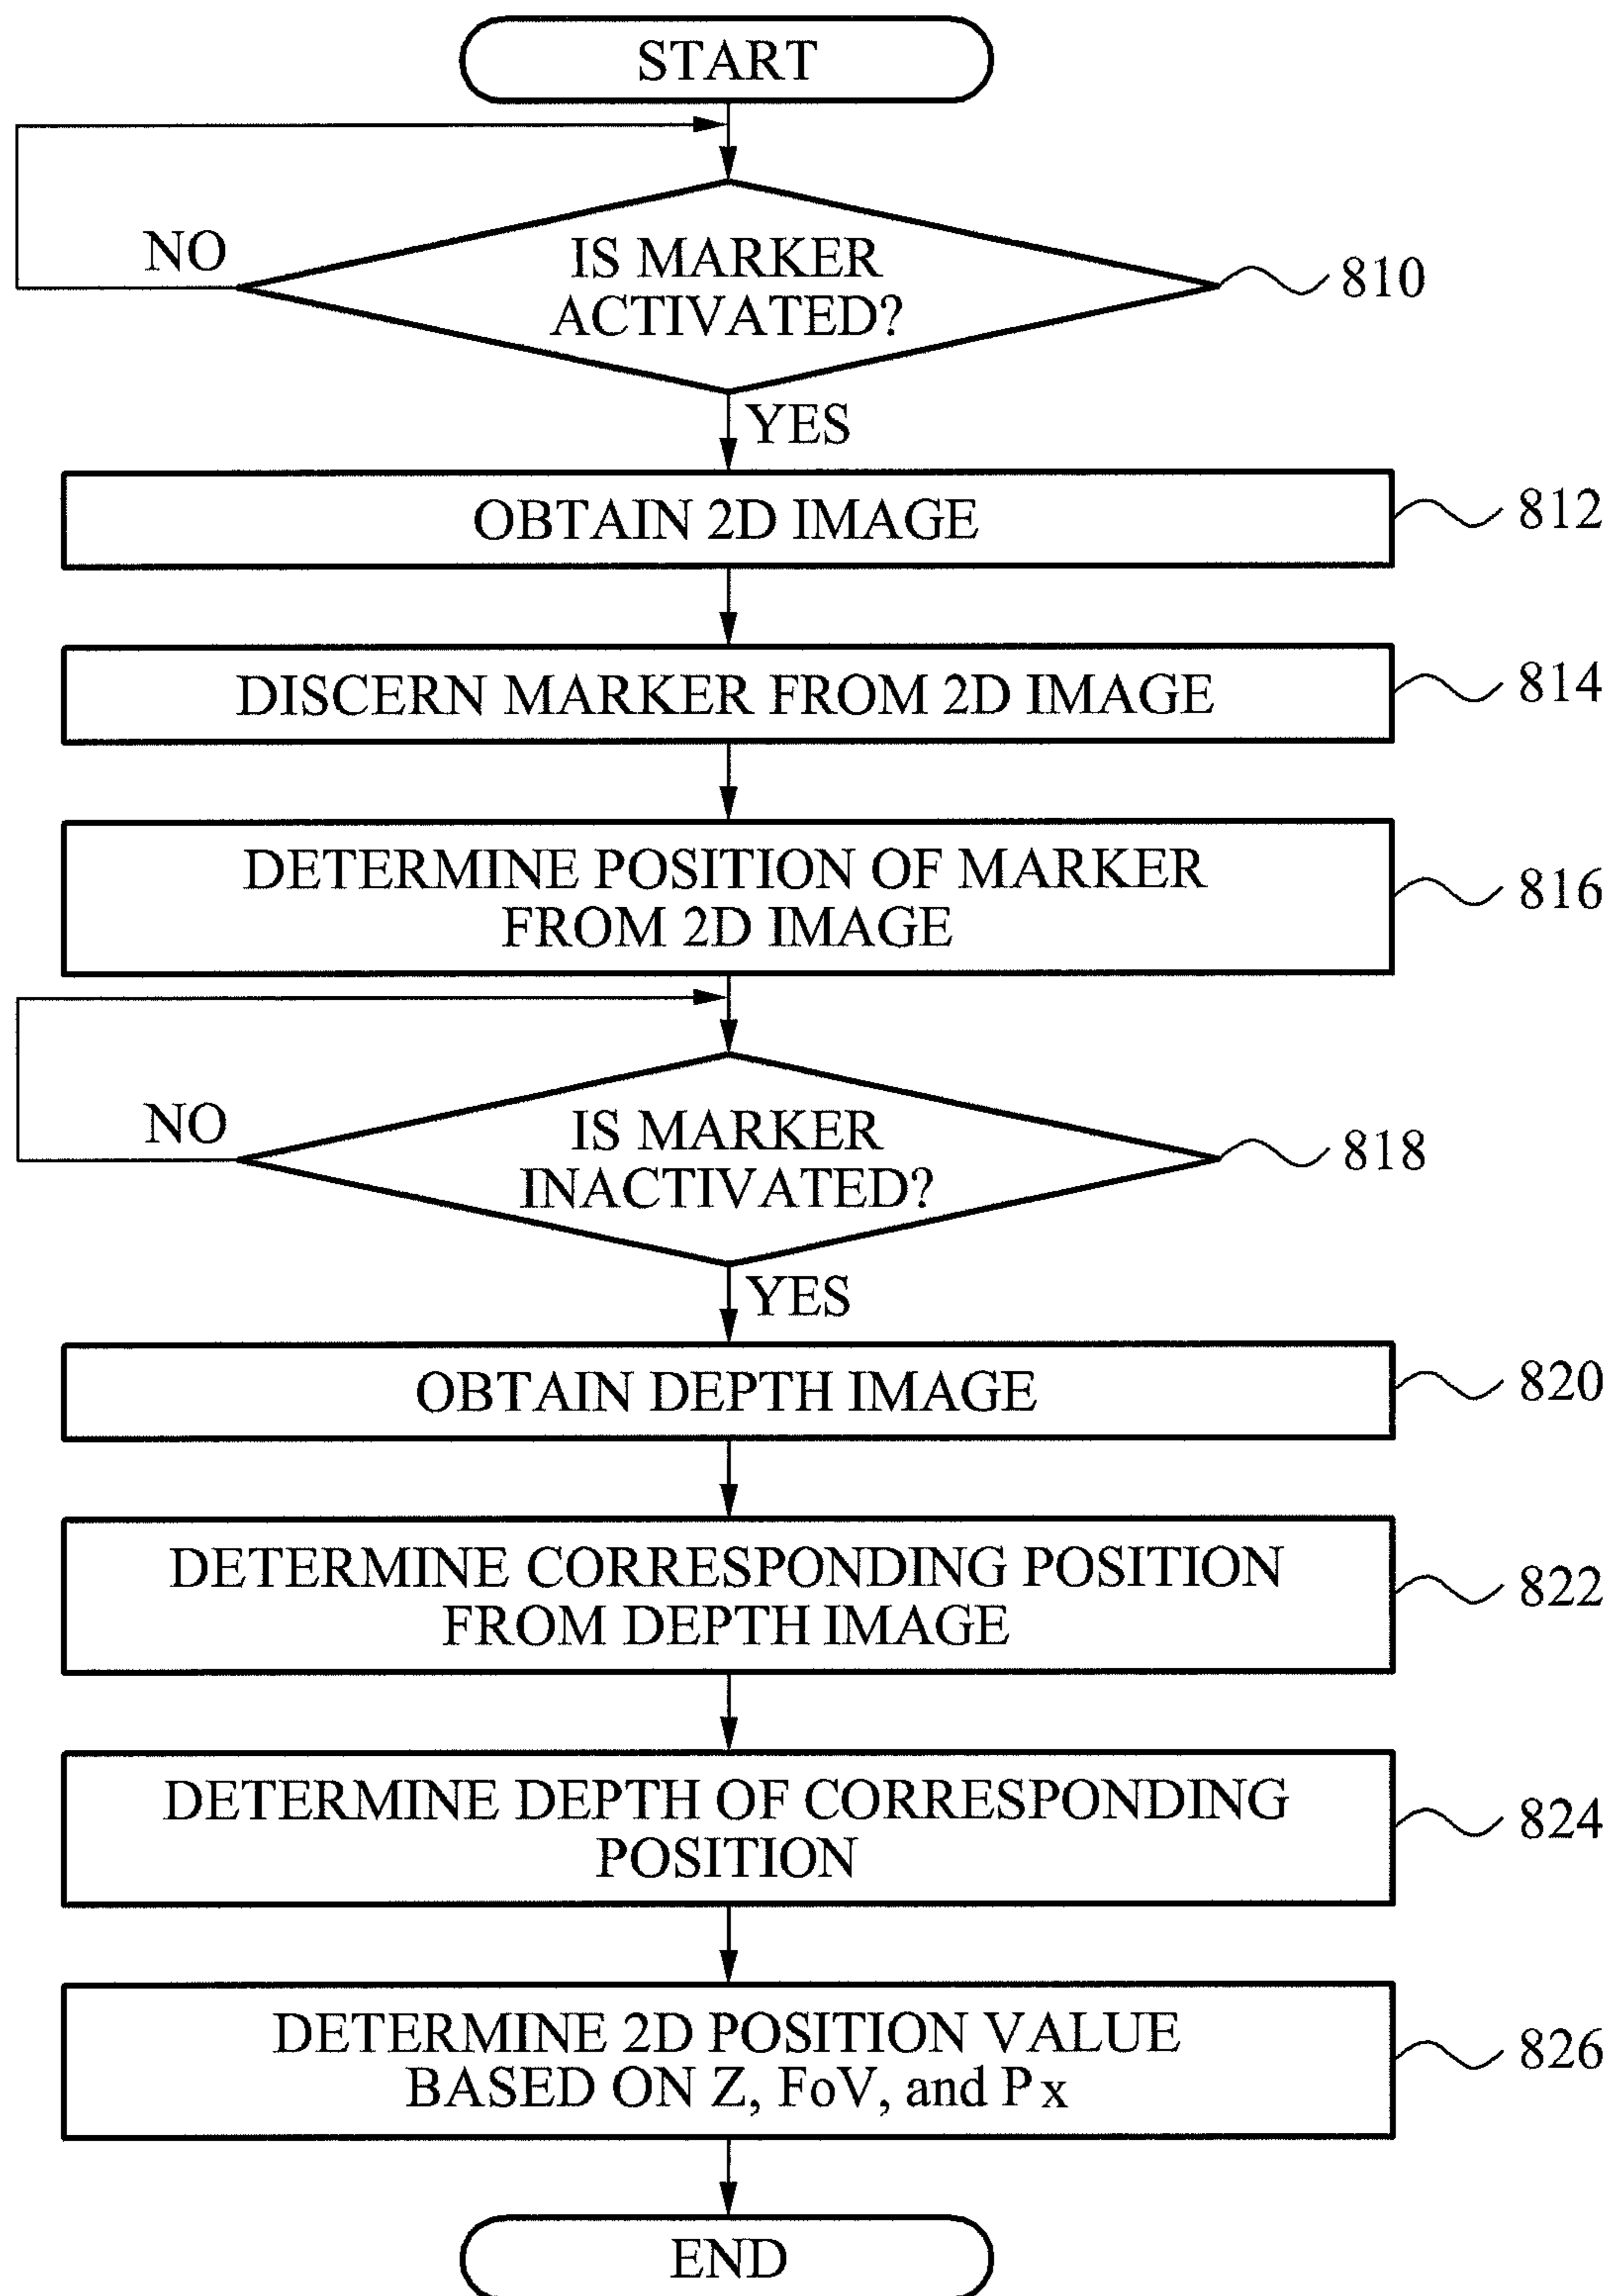 START
NO
IS MARKER
ACTIVATED?
810
YES
OBTAIN 2D IMAGE
812
DISCERN MARKER FROM 2D IMAGE
814
DETERMINE POSITION OF MARKER
FROM 2D IMAGE
816
NO
IS MARKER
INACTIVATED?
818
YES
OBTAIN DEPTH IMAGE
820
DETERMINE CORRESPONDING POSITION
FROM DEPTH IMAGE
822
DETERMINE DEPTH OF CORRESPONDING
POSITION
824
DETERMINE 2D POSITION VALUE
BASED ON Z, FoV, and Px
826
END